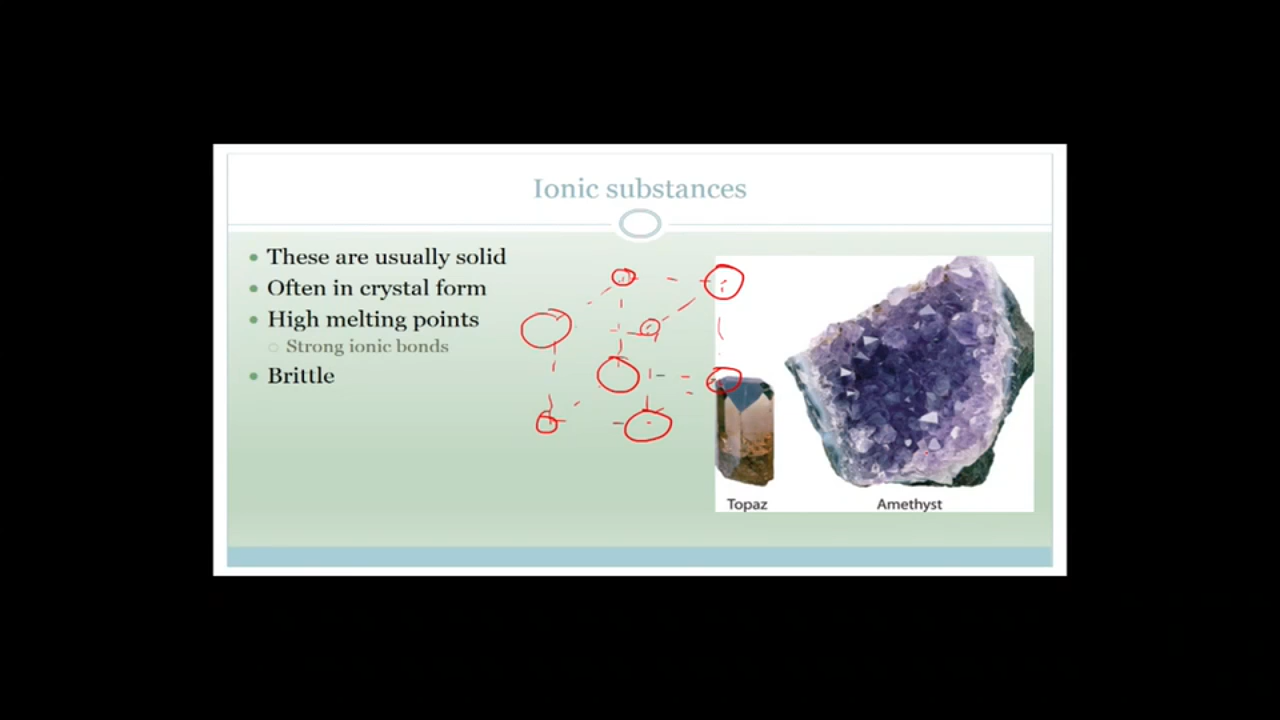 Ionic substances
These are usually solid
Often in crystal form
High melting points
Strong ionic bonds
Brittle
Topaz
Amethyst